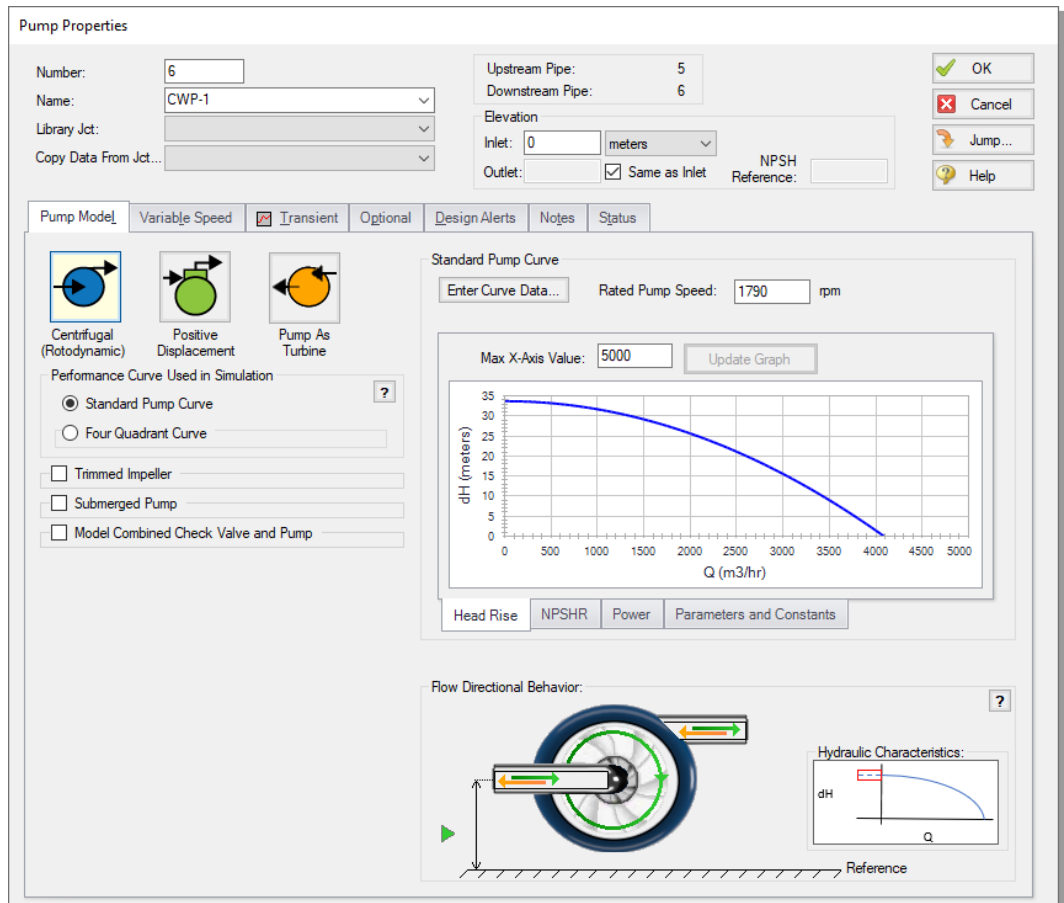 Pump Properties
Number: 6
Name: CWP-1
Library Jct:
Copy Data From Jct...
Upstream Pipe: 5
Downstream Pipe: 6
Elevation
Inlet: 0 meters
Outlet: Same as Inlet
NPSH
Reference:
OK
Cancel
Jump...
Help
Pump Model
Variable Speed
Transient
Optional
Design Alerts
Notes
Status
Centrifugal
(Rotodynamic)
Positive
Displacement
Pump As
Turbine
Performance Curve Used in Simulation
?
Standard Pump Curve
Four Quadrant Curve
Trimmed Impeller
Submerged Pump
Model Combined Check Valve and Pump
Standard Pump Curve
Enter Curve Data...
Rated Pump Speed: 1790 rpm
Max X-Axis Value: 5000
Update Graph
dH (meters)
35
30
25
20
15
10
5
0
0 500 1000 1500 2000 2500 3000 3500 4000 4500 5000
Q (m3/hr)
Head Rise
NPSHR
Power
Parameters and Constants
Flow Directional Behavior:
?
Hydraulic Characteristics:
dH
Q
Reference